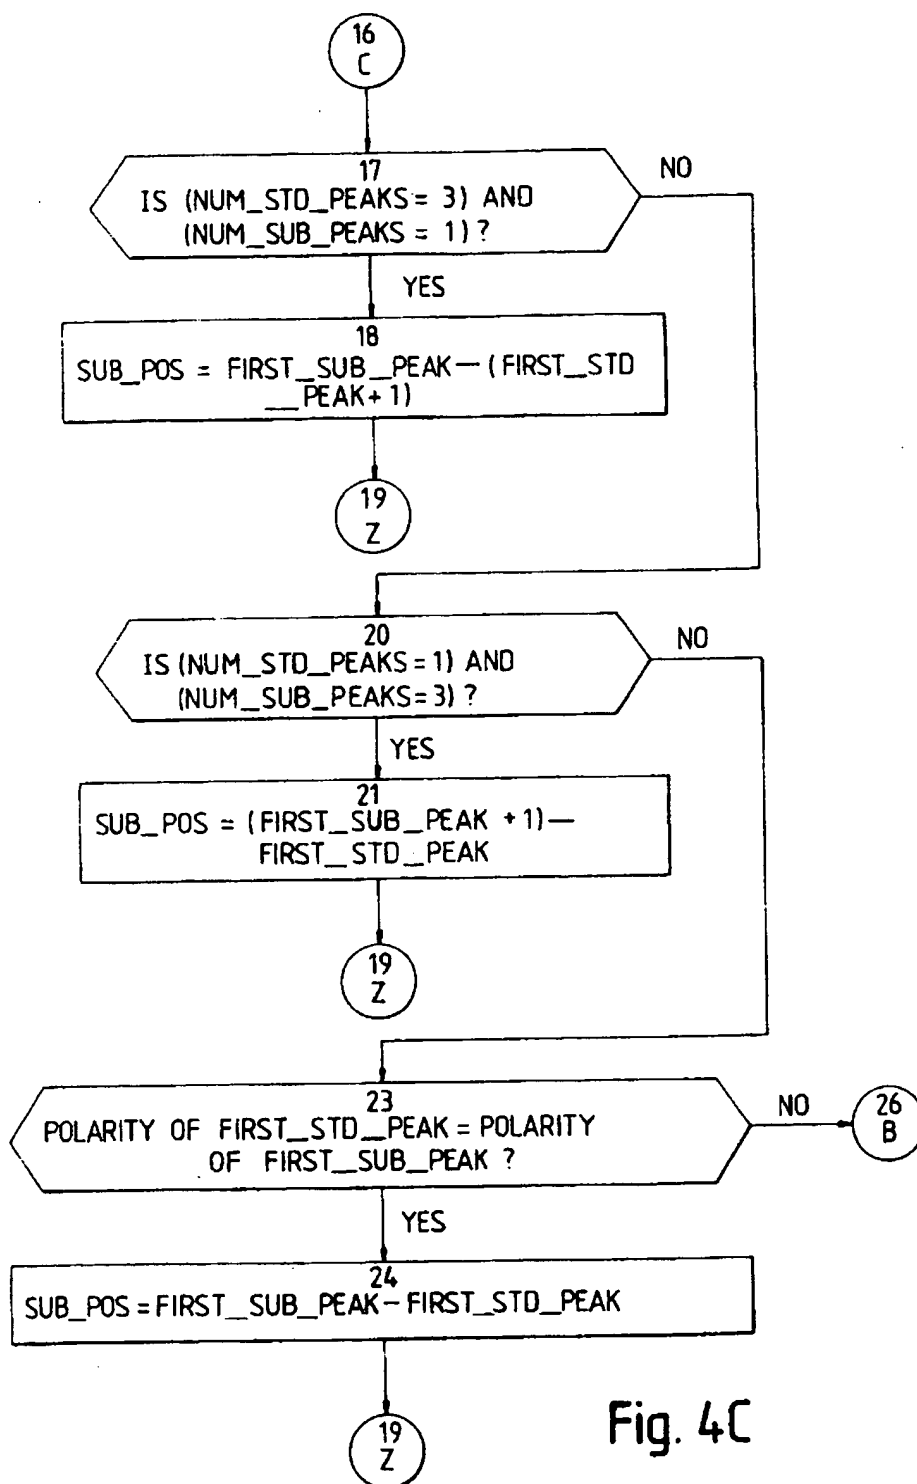 16
C
17
IS (NUM_STD_PEAKS = 3) AND
(NUM_SUB_PEAKS = 1) ?
NO
YES
18
SUB_POS = FIRST_SUB_PEAK — (FIRST_STD
_PEAK + 1)
19
Z
20
IS (NUM_STD_PEAKS = 1) AND
(NUM_SUB_PEAKS = 3) ?
NO
YES
21
SUB_POS = (FIRST_SUB_PEAK + 1) —
FIRST_STD_PEAK
19
Z
23
POLARITY OF FIRST_STD_PEAK = POLARITY
OF FIRST_SUB_PEAK ?
NO
26
B
YES
24
SUB_POS = FIRST_SUB_PEAK – FIRST_STD_PEAK
19
Z
Fig. 4C